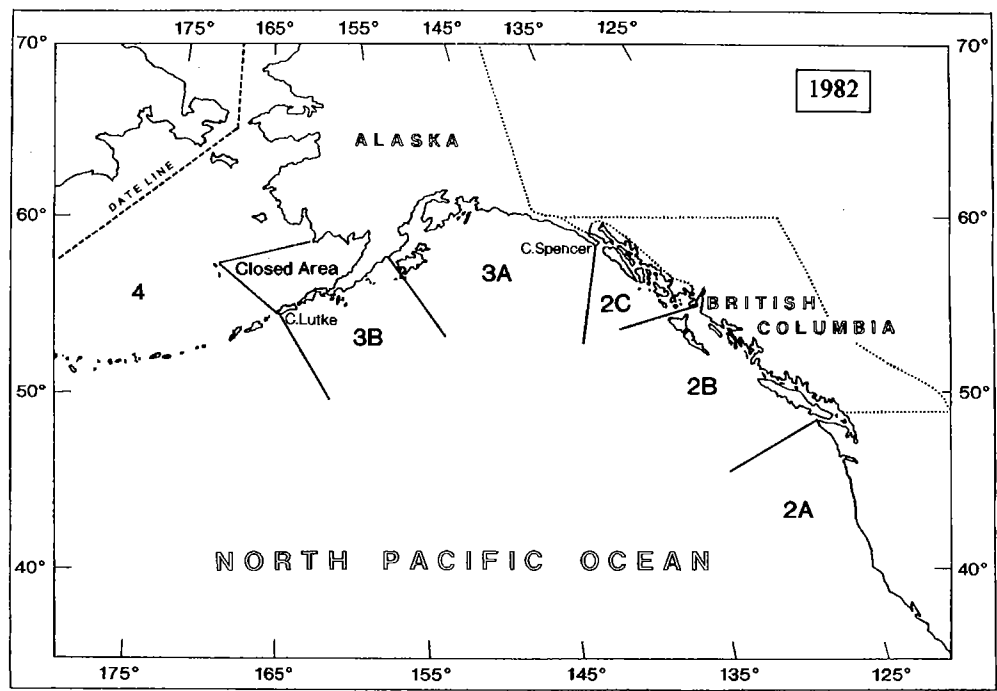 175° 165° 155° 145° 135° 125°
70° 70°
1982
ALASKA
DATE LINE
60° 60°
C.Spencer
Closed Area
3A
4
2C
BRITISH
C.Lutke
COLUMBIA
3B
2B
50° 50°
2A
NORTH PACIFIC OCEAN
40° 40°
175° 165° 155° 145° 135° 125°